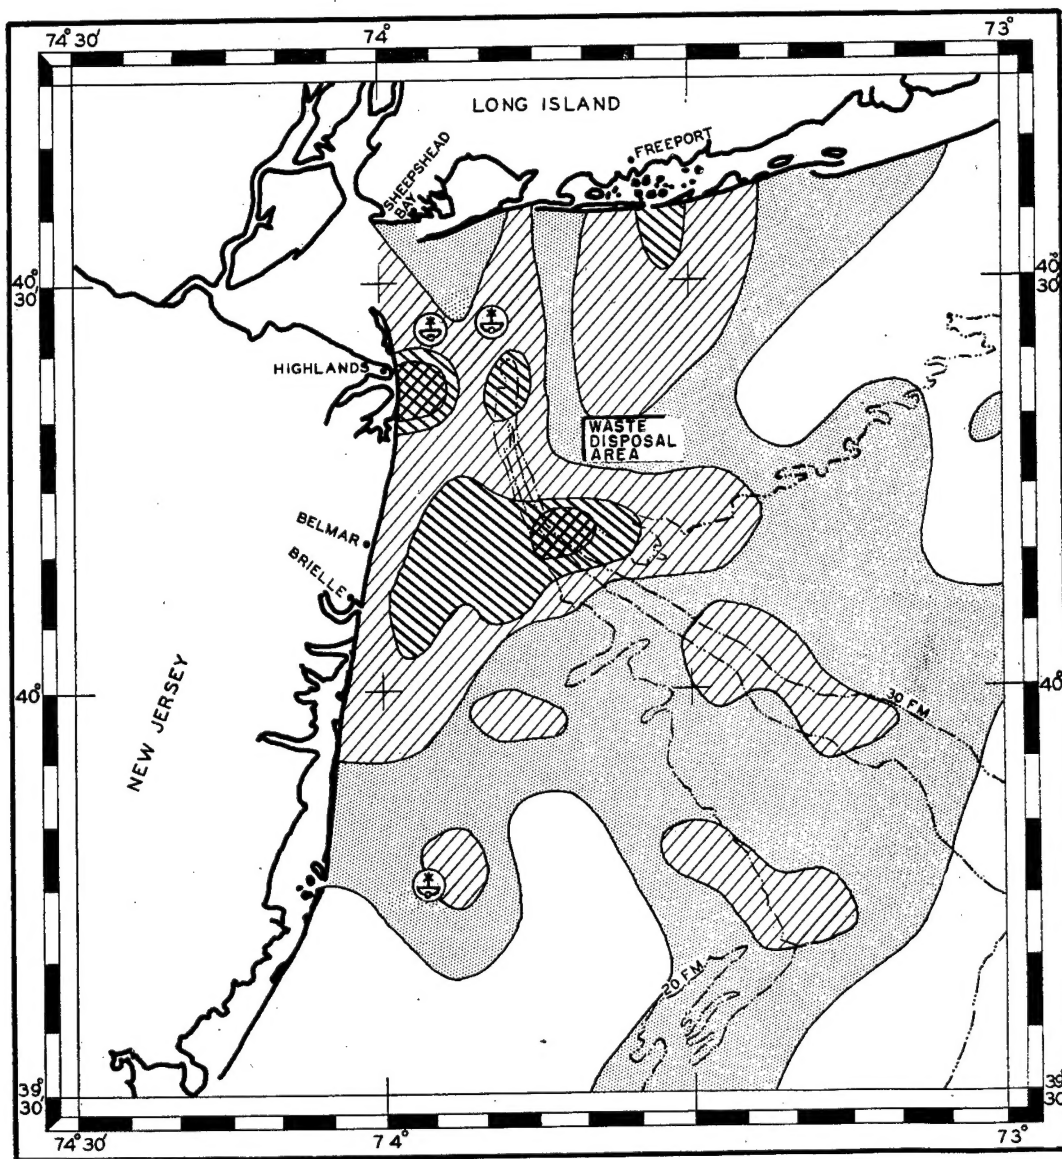 74° 30'
74°
73°
LONG ISLAND
FREEPORT
SHEEPSHEAD
BAY
40°
30'
40°
30'
HIGHLANDS
WASTE
DISPOSAL
AREA
BELMAR
BRIELLE
NEW JERSEY
40°
40°
30 FM
20 FM
39°
30'
39°
30'
74° 30'
74°
73°